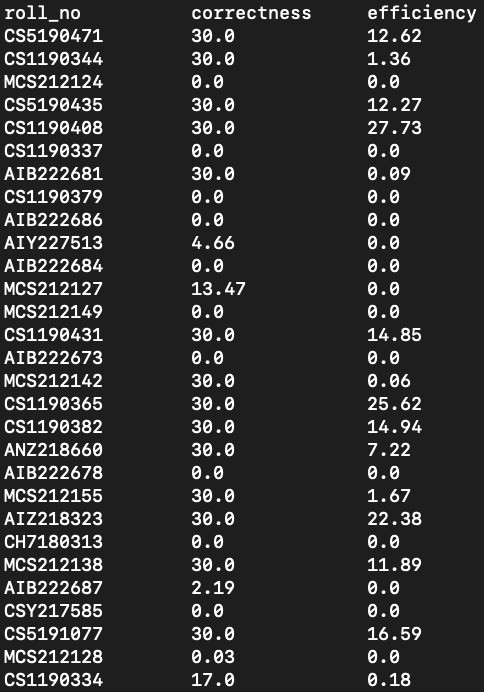 roll_no correctness efficiency
CS5190471 30.0 12.62
CS1190344 30.0 1.36
MCS212124 0.0 0.0
CS5190435 30.0 12.27
CS1190408 30.0 27.73
CS1190337 0.0 0.0
AIB222681 30.0 0.09
CS1190379 0.0 0.0
AIB222686 0.0 0.0
AIY227513 4.66 0.0
AIB222684 0.0 0.0
MCS212127 13.47 0.0
MCS212149 0.0 0.0
CS1190431 30.0 14.85
AIB222673 0.0 0.0
MCS212142 30.0 0.06
CS1190365 30.0 25.62
CS1190382 30.0 14.94
ANZ218660 30.0 7.22
AIB222678 0.0 0.0
MCS212155 30.0 1.67
AIZ218323 30.0 22.38
CH7180313 0.0 0.0
MCS212138 30.0 11.89
AIB222687 2.19 0.0
CSY217585 0.0 0.0
CS5191077 30.0 16.59
MCS212128 0.03 0.0
CS1190334 17.0 0.18